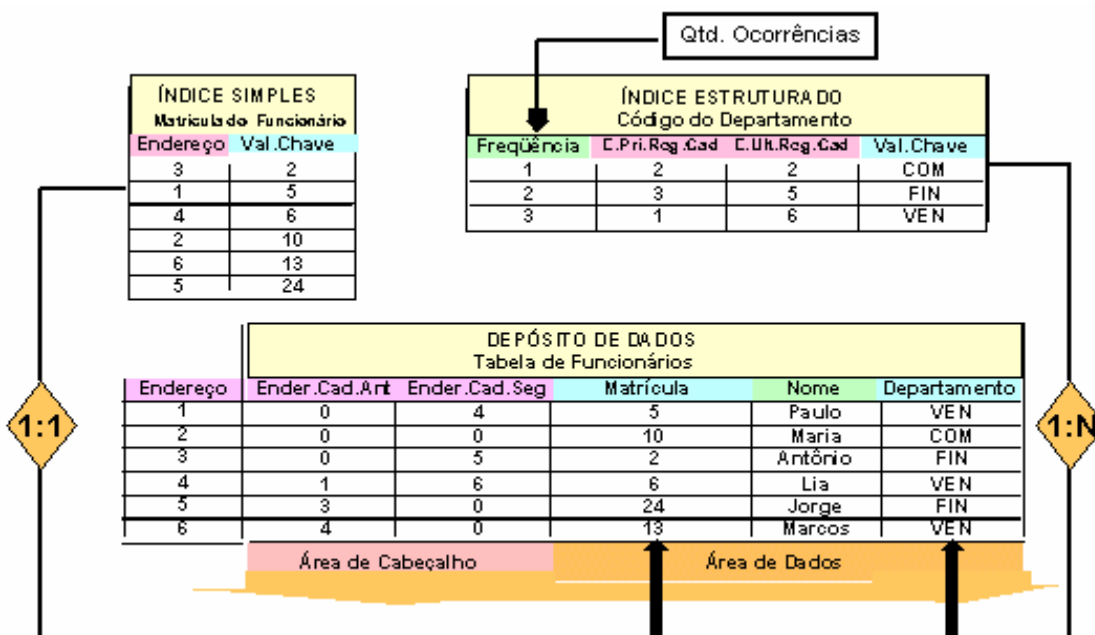 Qtd. Ocorrências
ÍNDICE SIMPLES
Matrícula do Funcionário
Endereço Val.Chave
3 2
1 5
4 6
2 10
6 13
5 24
ÍNDICE ESTRUTURADO
Código do Departamento
Freqüência E.Pri.Reg.Cad E.Ult.Reg.Cad Val.Chave
1 2 2 COM
2 3 5 FIN
3 1 6 VEN
DEPÓSITO DE DADOS
Tabela de Funcionários
Endereço Ender.Cad.Ant Ender.Cad.Seg Matrícula Nome Departamento
1 0 4 5 Paulo VEN
2 0 0 10 Maria COM
3 0 5 2 Antônio FIN
4 1 6 6 Lia VEN
5 3 0 24 Jorge FIN
6 4 0 13 Marcos VEN
Área de Cabeçalho Área de Dados
1:1
1:N